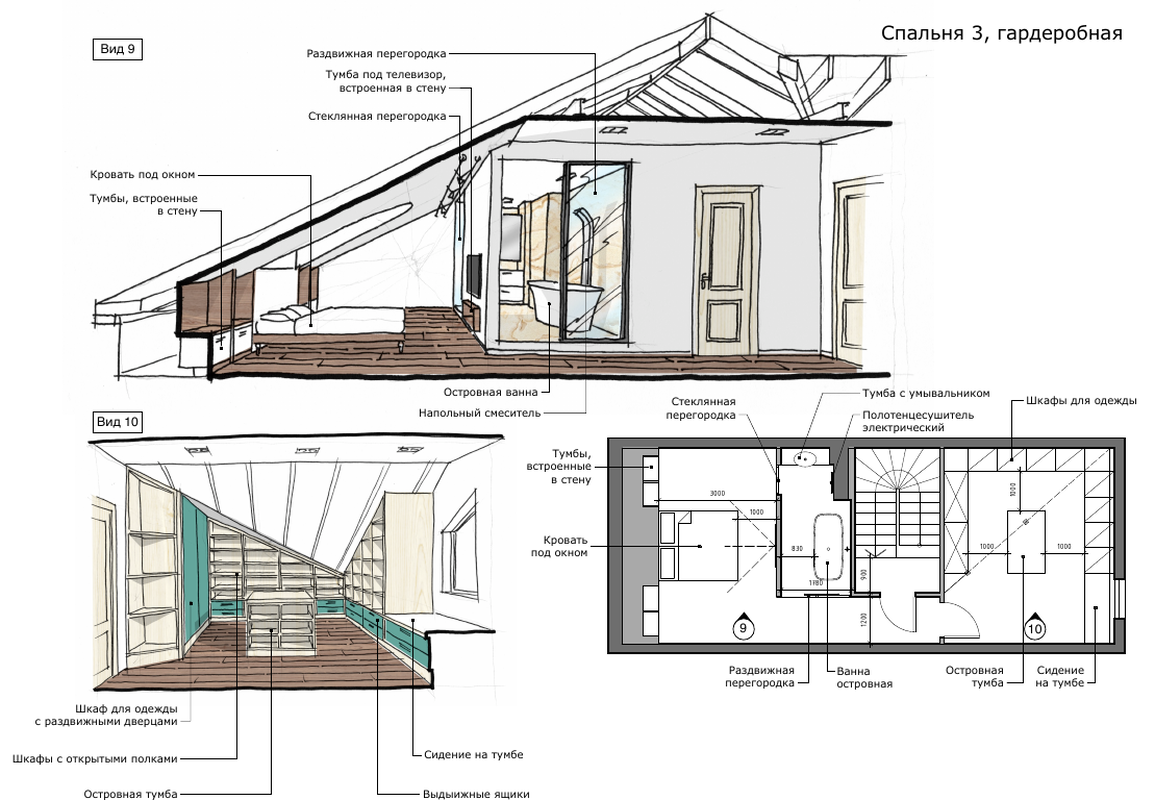 Спальня 3, гардеробная
Вид 9
Раздвижная перегородка
Тумба под телевизор,
встроенная в стену
Стеклянная перегородка
Кровать под окном
Тумбы, встроенные
в стену
Островная ванна
Напольный смеситель
Вид 10
Шкаф для одежды
с раздвижными дверцами
Шкафы с открытыми полками
Островная тумба
Сидение на тумбе
Выдыижные ящики
Стеклянная
перегородка
Тумба с умывальником
Полотенцесушитель
электрический
Шкафы для одежды
Тумбы,
встроенные
в стену
Кровать
под окном
3000
1000
830
1980
900
1200
1000
1000
1000
9
10
Раздвижная
перегородка
Ванна
островная
Островная
тумба
Сидение
на тумбе